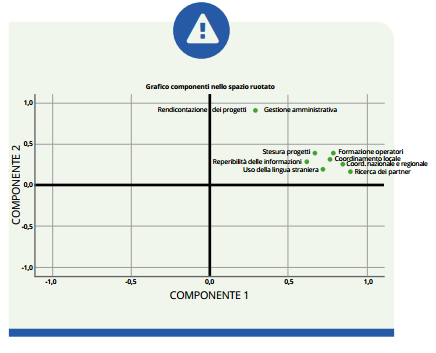 Grafico componenti nello spazio ruotato
COMPONENTE 2
1,0
0,5
0,0
-0,5
-1,0
Rendicontazione dei progetti
Gestione amministrativa
Stesura progetti
Formazione operatori
Coordinamento locale
Reperibilità delle informazioni
Coord. nazionale e regionale
Uso della lingua straniera
Ricerca dei partner
-1,0
-0,5
0,0
0,5
1,0
COMPONENTE 1